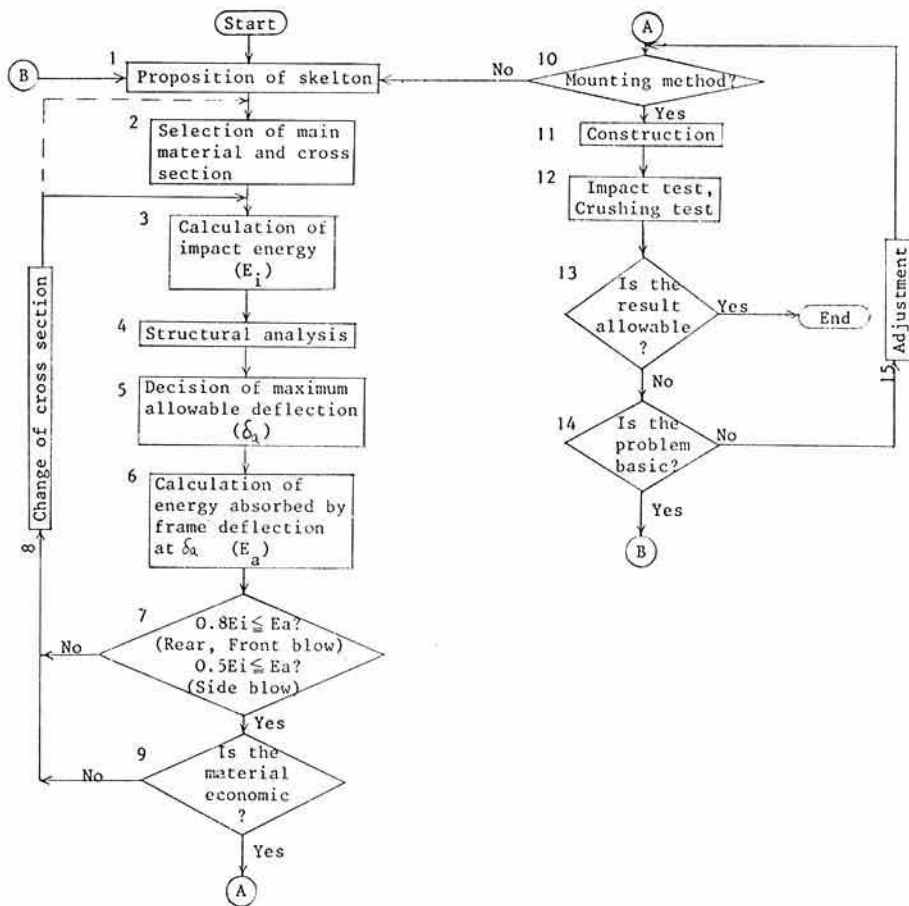 Start
B
1
Proposition of skelton
2
Selection of main
material and cross
section
3
Calculation of
impact energy
(Ei)
4
Structural analysis
5
Decision of maximum
allowable deflection
(δa)
6
Calculation of
energy absorbed by
frame deflection
at δa (Ea)
7
0.8Ei≦Ea?
(Rear, Front blow)
0.5Ei≦Ea?
(Side blow)
No
Yes
8
Change of cross section
9
Is the
material
economic
?
No
Yes
A
A
10
Mounting method?
No
Yes
11
Construction
12
Impact test,
Crushing test
13
Is the
result
allowable
?
Yes
End
No
14
Is the
problem
basic?
No
Yes
B
15
Adjustment